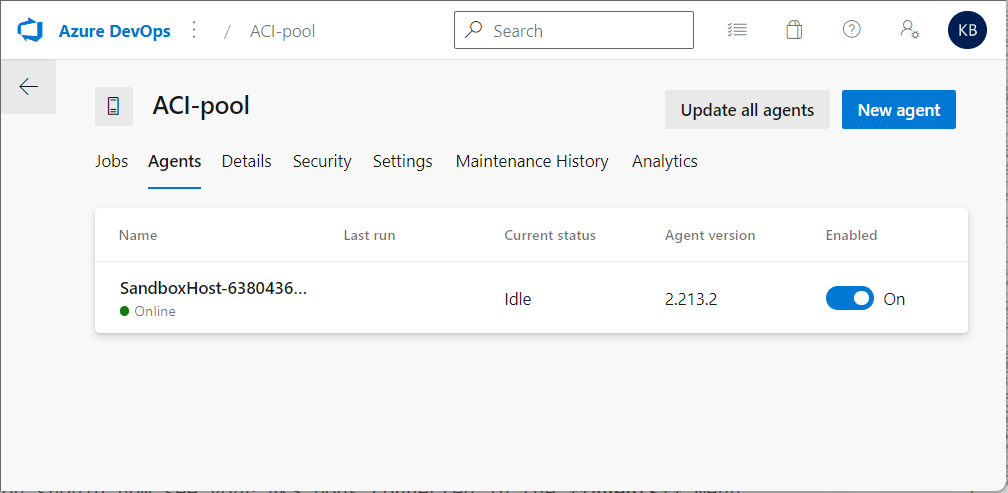 Azure DevOps / ACI-pool Search KB
ACI-pool
Update all agents New agent
Jobs Agents Details Security Settings Maintenance History Analytics
Name Last run Current status Agent version Enabled
SandboxHost-6380436... Idle 2.213.2 On
Online